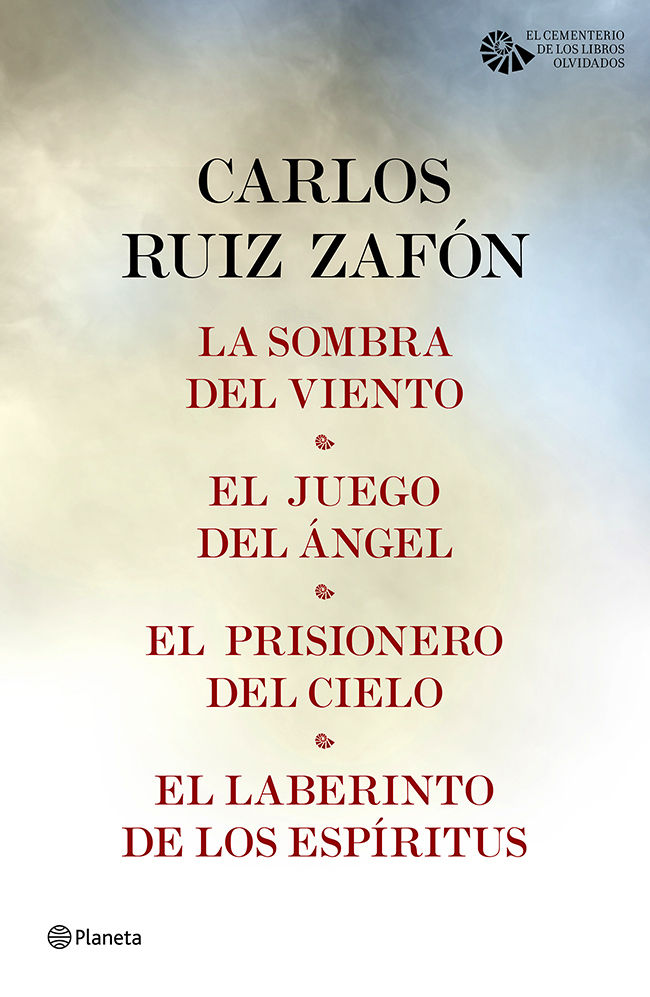 EL CEMENTERIO
DE LOS LIBROS
OLVIDADOS
CARLOS
RUIZ ZAFÓN
LA SOMBRA
DEL VIENTO
EL JUEGO
DEL ÁNGEL
EL PRISIONERO
DEL CIELO
EL LABERINTO
DE LOS ESPÍRITUS
Planeta